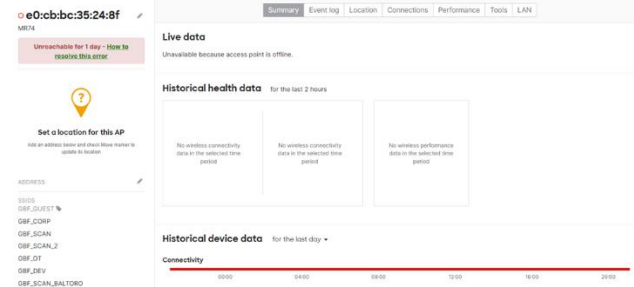 e0:cb:bc:35:24:8f
MR74
Unreachable for 1 day - How to
resolve this error
?
Set a location for this AP
Add an address below and check Move marker to
update its location
ADDRESS
SSIDS
GBF_GUEST
GBF_CORP
GBF_SCAN
GBF_SCAN_2
GBF_OT
GBF_DEV
GBF_SCAN_BALTORO
Summary Event log Location Connections Performance Tools LAN
Live data
Unavailable because access point is offline.
Historical health data for the last 2 hours
No wireless connectivity
data in the selected time
period
No wireless connectivity
data in the selected time
period
No wireless performance
data in the selected time
period
Historical device data for the last day
Connectivity
00:00 04:00 08:00 12:00 16:00 20:00